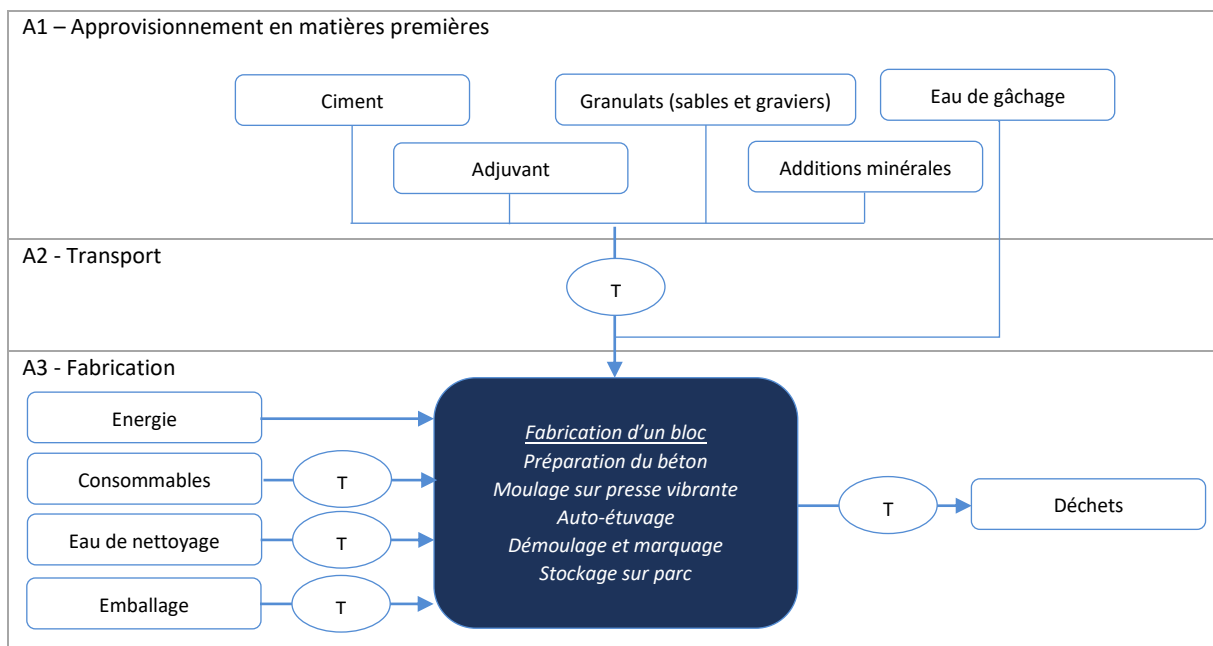 A1 – Approvisionnement en matières premières
Ciment
Granulats (sables et graviers)
Eau de gâchage
Adjuvant
Additions minérales
A2 - Transport
T
A3 - Fabrication
Energie
Consommables
T
Eau de nettoyage
T
Emballage
T
Fabrication d’un bloc
Préparation du béton
Moulage sur presse vibrante
Auto-étuvage
Démoulage et marquage
Stockage sur parc
T
Déchets